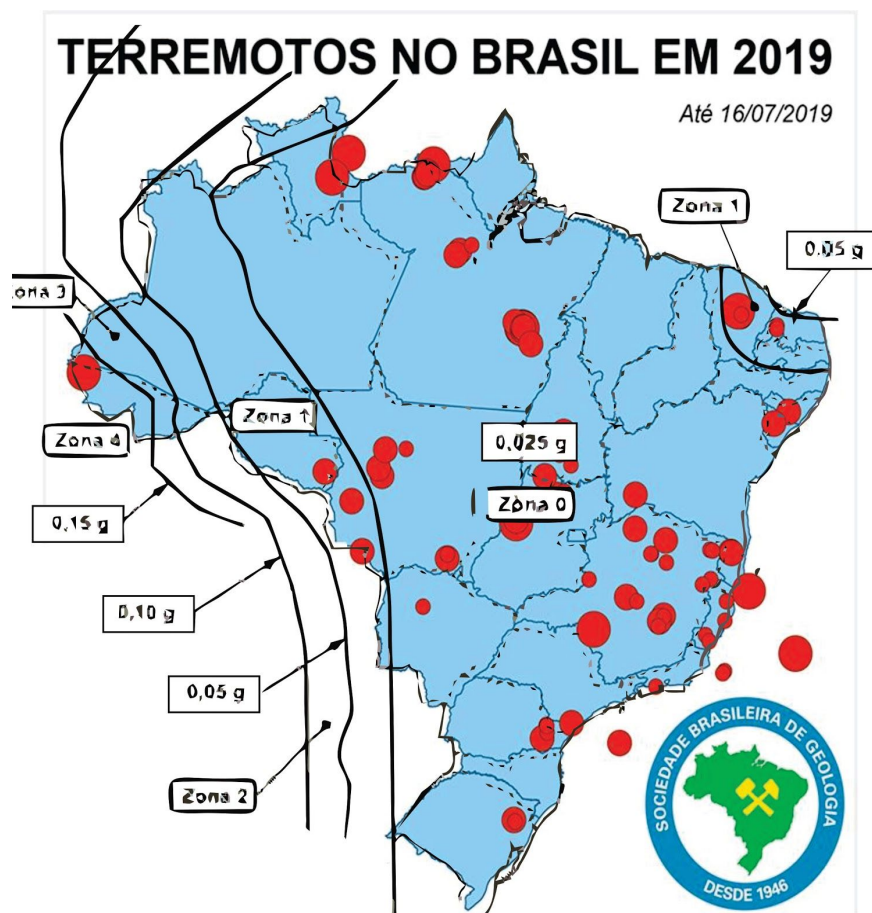 TERREMOTOS NO BRASIL EM 2019
Até 16/07/2019
Zona 1
0,05 g
Zona 3
Zona 1
Zona 4
0,025 g
Zona 0
0,15 g
0,10 g
0,05 g
Zona 2
SOCIEDADE BRASILEIRA DE GEOLOGIA
DESDE 1946